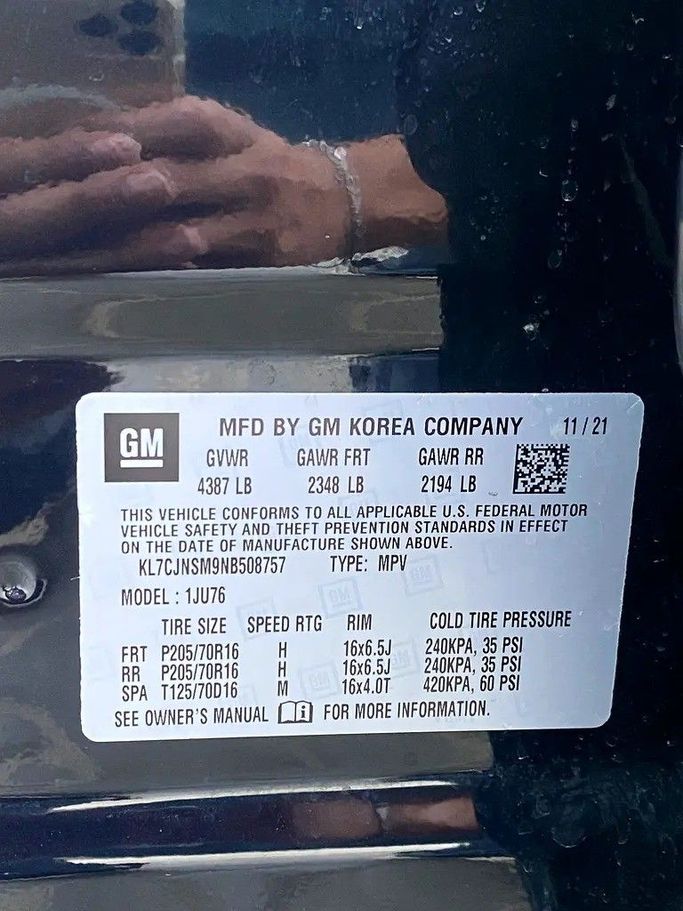 GM MFD BY GM KOREA COMPANY 11/21
GVWR GAWR FRT GAWR RR
4387 LB 2348 LB 2194 LB
THIS VEHICLE CONFORMS TO ALL APPLICABLE U.S. FEDERAL MOTOR
VEHICLE SAFETY AND THEFT PREVENTION STANDARDS IN EFFECT
ON THE DATE OF MANUFACTURE SHOWN ABOVE.
KL7CJNSM9NB508757 TYPE: MPV
MODEL : 1JU76
TIRE SIZE SPEED RTG RIM COLD TIRE PRESSURE
FRT P205/70R16 H 16x6.5J 240KPA, 35 PSI
RR P205/70R16 H 16x6.5J 240KPA, 35 PSI
SPA T125/70D16 M 16x4.0T 420KPA, 60 PSI
SEE OWNER'S MANUAL FOR MORE INFORMATION.